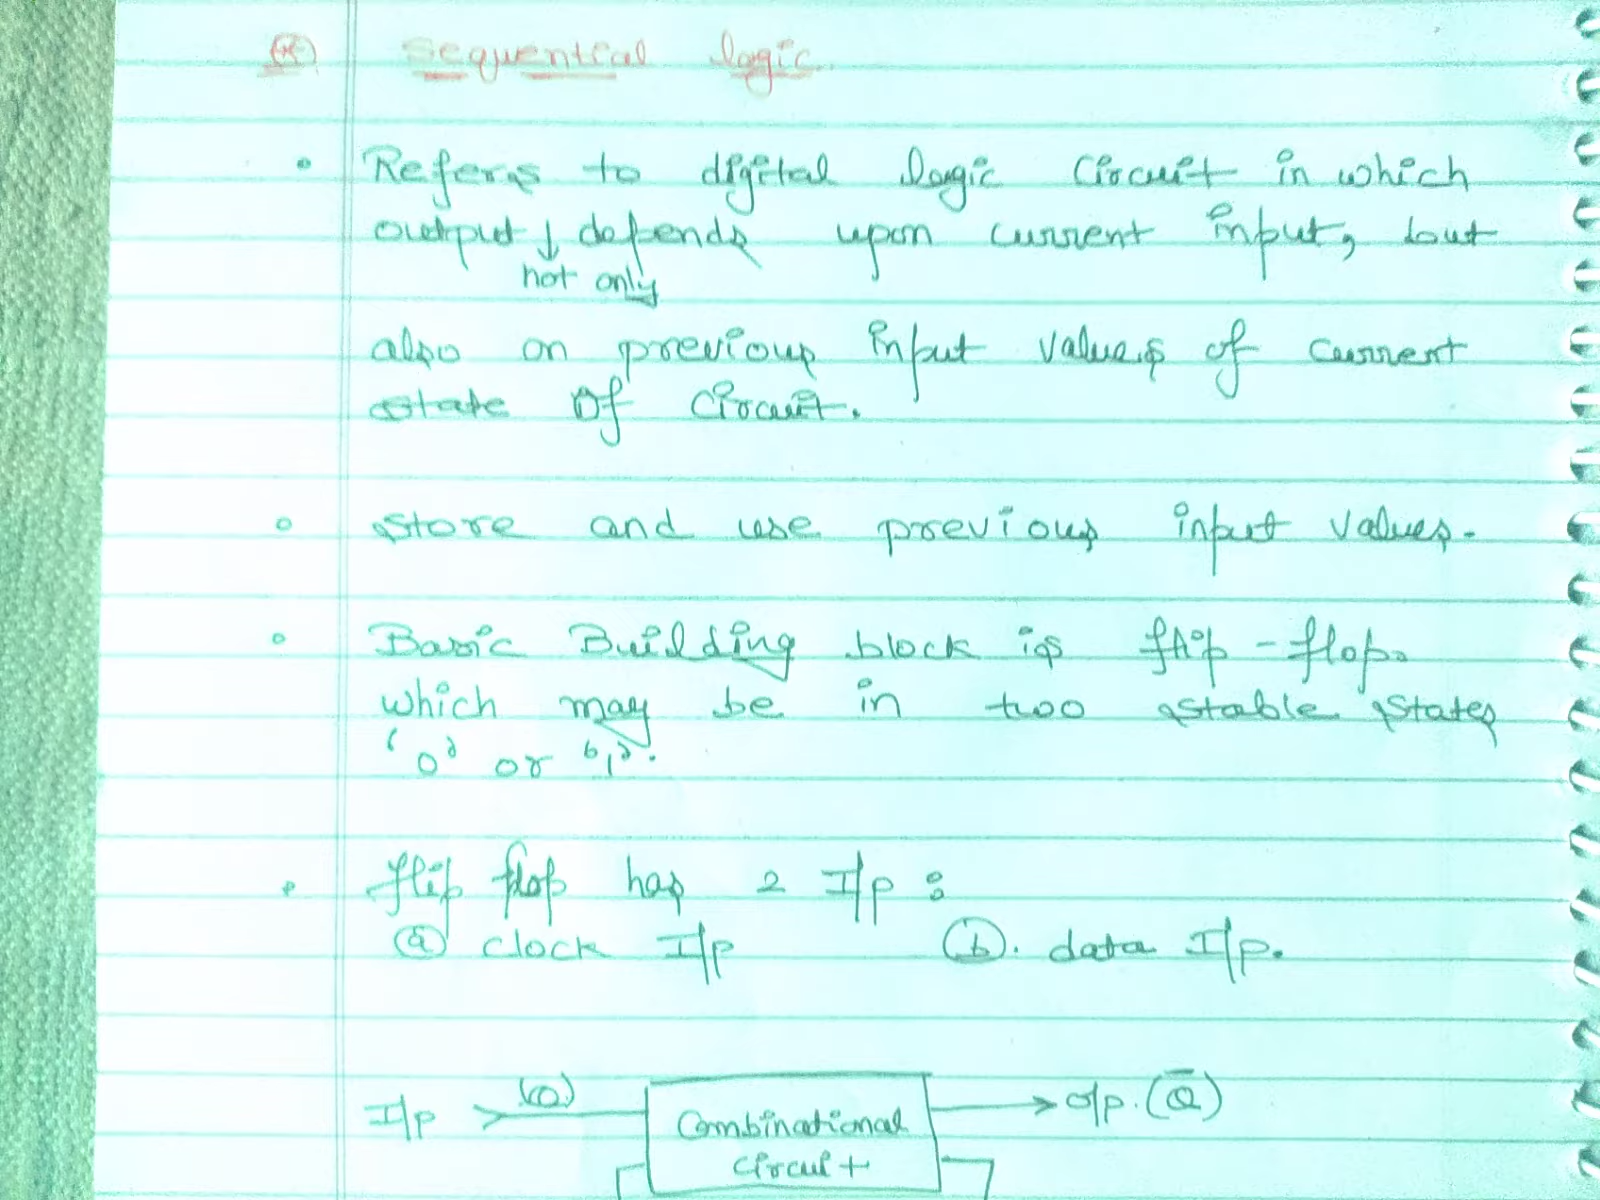 Sequential logic
• Refers to digital logic circuit in which
output ↓ depends upon current input, but
not only
also on previous input values of current
state of circuit.
• Store and use previous input values.
• Basic Building block is flip-flop.
which may be in two stable states
'0' or '1'.
• flip flop has 2 I/p :
(a) clock I/p (b). data I/p.
I/p (Q) Combinational circuit → o/p. (Q̅)